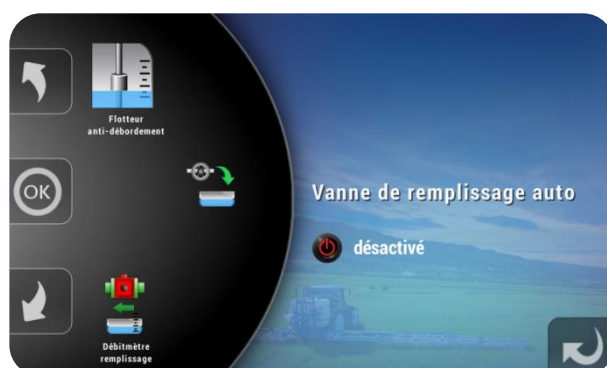 Flotteur
anti-débordement
OK
Vanne de remplissage auto
désactivé
Débitmètre
remplissage